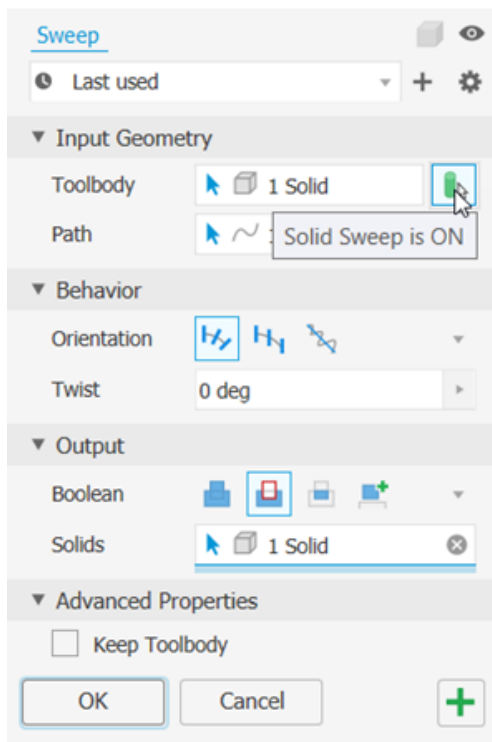 Sweep
Last used
Input Geometry
Toolbody 1 Solid
Path
Solid Sweep is ON
Behavior
Orientation
Twist 0 deg
Output
Boolean
Solids 1 Solid
Advanced Properties
Keep Toolbody
OK Cancel